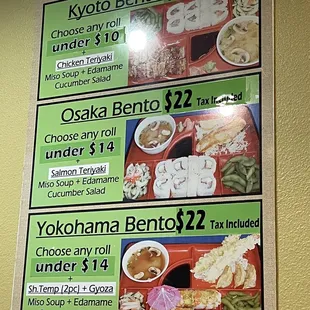 Kyoto Bento
Choose any roll
under $10
+
Chicken Teriyaki
Miso Soup + Edamame
Cucumber Salad
Osaka Bento $22 Tax Included
Choose any roll
under $14
+
Salmon Teriyaki
Miso Soup + Edamame
Cucumber Salad
Yokohama Bento $22 Tax Included
Choose any roll
under $14
+
Sh.Temp (2pc) + Gyoza
Miso Soup + Edamame